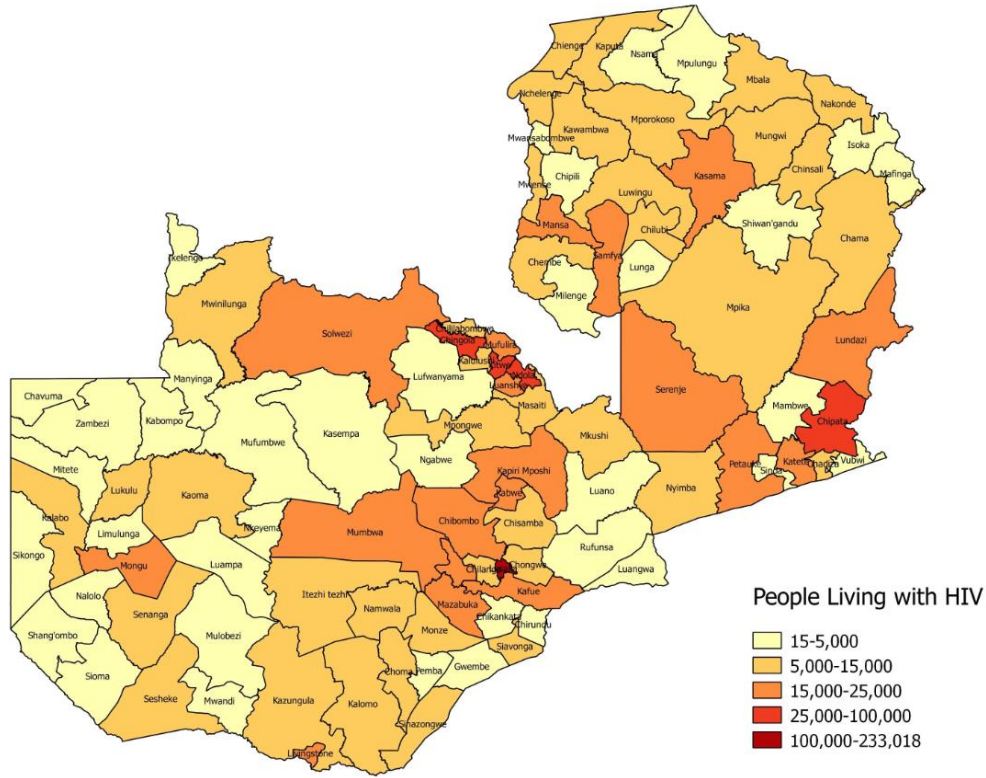 Chienge
Kaputa
Nsama
Mpulungu
Mbala
Nchelenge
Nakonde
Mporokoso
Kawambwa
Mungwi
Mwansabombwe
Isoka
Chinsali
Kasama
Mafinga
Chipili
Mwense
Luwingu
Mansa
Chilubi
Shiwan'gandu
Chama
Samfya
Chembe
Lunga
Milenge
Mpika
Ikelenga
Mwinilunga
Solwezi
Chililabombwe
Chingola
Mufulira
Kalulushi
Kitwe
Ndola
Luanshya
Lufwanyama
Masaiti
Mpongwe
Lundazi
Serenje
Mambwe
Chipata
Manyinga
Chavuma
Zambezi
Kabompo
Mufumbwe
Kasempa
Ngabwe
Mkushi
Petauke
Sinda
Katete
Chadiza
Vubwi
Mitete
Kapiri Mposhi
Kabwe
Luano
Nyimba
Lukulu
Kaoma
Kalabo
Nkeyema
Limulunga
Mumbwa
Chibombo
Chisamba
Rufunsa
Sikongo
Mongu
Luampa
Chongwe
Luangwa
Nalolo
Itezhi tezhi
Kafue
Mazabuka
Senanga
Namwala
Chikankata
Chirundu
Shang'ombo
Mulobezi
Monze
Siavonga
Sioma
Choma
Pemba
Gwembe
Sesheke
Mwandi
Kazungula
Kalomo
Sinazongwe
Livingstone
People Living with HIV
15-5,000
5,000-15,000
15,000-25,000
25,000-100,000
100,000-233,018